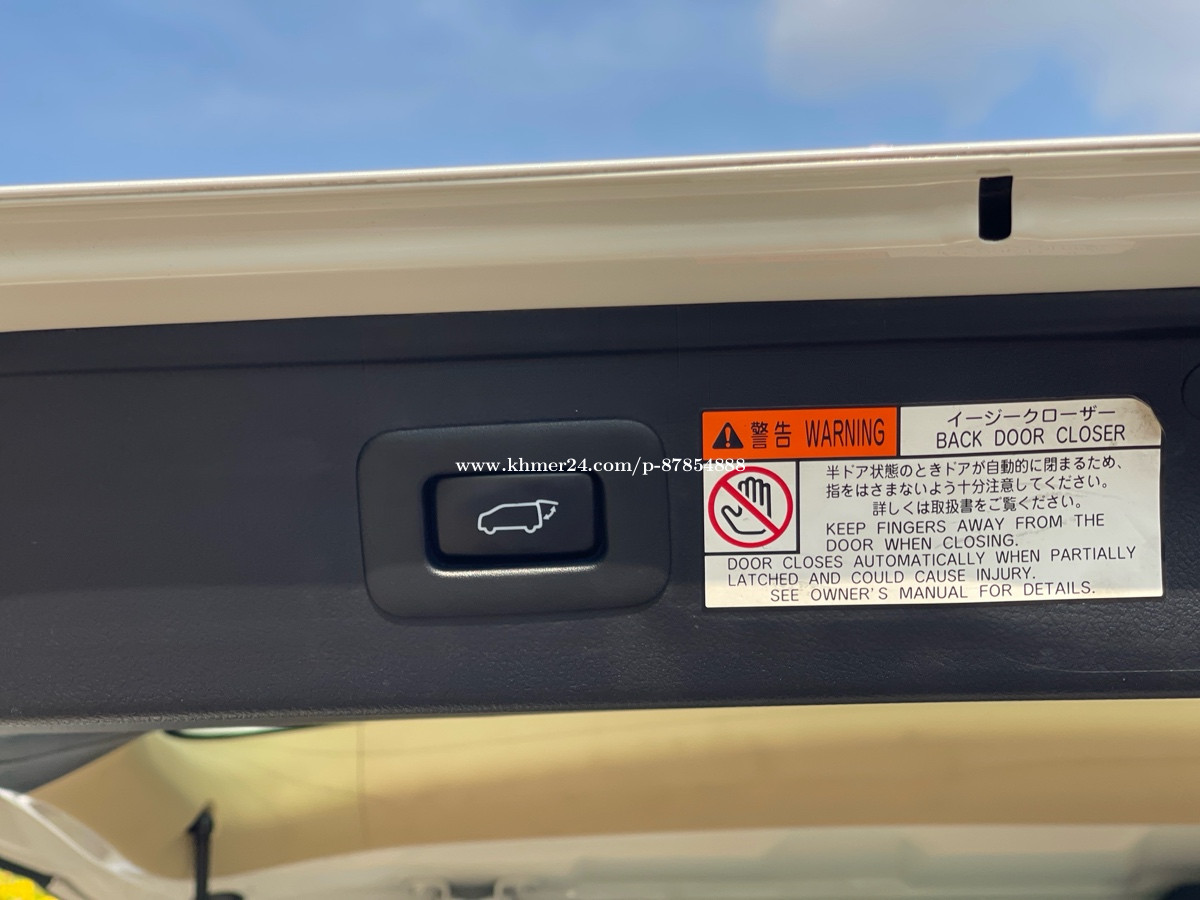 www.khmer24.com/p-87854888
警告 WARNING
イージークローザー
BACK DOOR CLOSER
半ドア状態のときドアが自動的に閉まるため、
指をはさまないよう十分注意してください。
詳しくは取扱書をご覧ください。
KEEP FINGERS AWAY FROM THE
DOOR WHEN CLOSING.
DOOR CLOSES AUTOMATICALLY WHEN PARTIALLY
LATCHED AND COULD CAUSE INJURY.
SEE OWNER'S MANUAL FOR DETAILS.